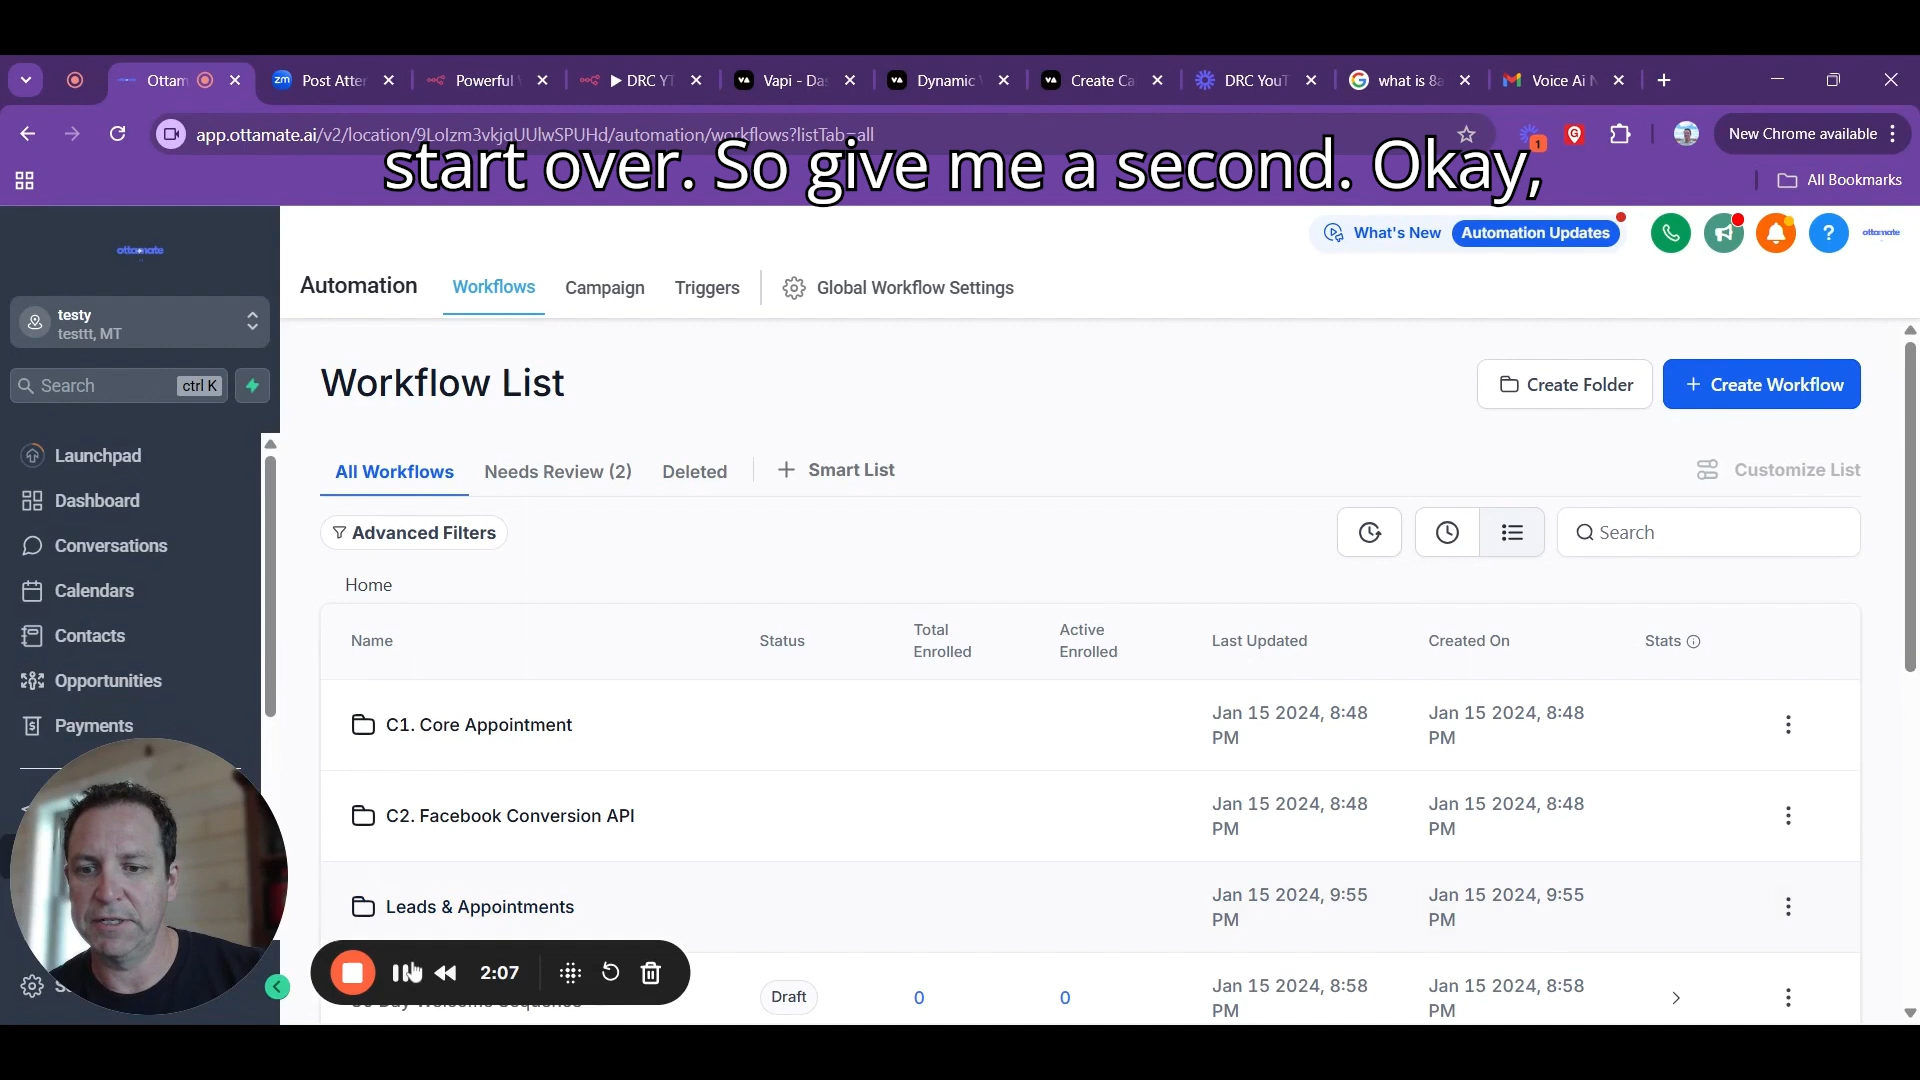 Ottam
Post Atter
Powerful
DRC YT
Vapi - Das
Dynamic
Create Ca
DRC YouT
what is 8a
Voice Ai N
app.ottamate.ai/v2/location/9LoIzm3vkjqUUlwSPUHd/automation/workflows?listTab=all
New Chrome available
start over. So give me a second. Okay,
All Bookmarks
ottamate
What's New
Automation Updates
ottamate
Automation
Workflows
Campaign
Triggers
Global Workflow Settings
testy
testtt, MT
Search
ctrl K
Workflow List
Create Folder
+ Create Workflow
Launchpad
Dashboard
Conversations
Calendars
Contacts
Opportunities
Payments
All Workflows
Needs Review (2)
Deleted
+ Smart List
Customize List
Advanced Filters
Search
Home
Name
Status
Total Enrolled
Active Enrolled
Last Updated
Created On
Stats
C1. Core Appointment
Jan 15 2024, 8:48 PM
Jan 15 2024, 8:48 PM
C2. Facebook Conversion API
Jan 15 2024, 8:48 PM
Jan 15 2024, 8:48 PM
Leads & Appointments
Jan 15 2024, 9:55 PM
Jan 15 2024, 9:55 PM
Draft
0
0
Jan 15 2024, 8:58 PM
Jan 15 2024, 8:58 PM
2:07
1
zm